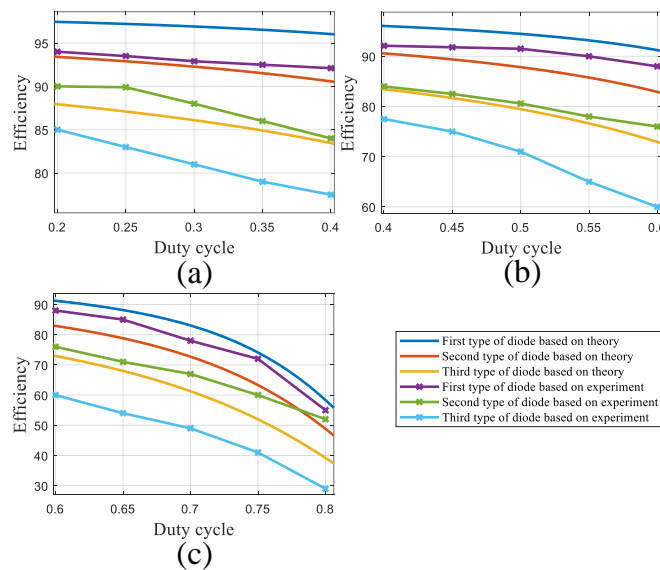 95
90
85
80
Efficiency
0.2 0.25 0.3 0.35 0.4
Duty cycle
(a)
90
80
70
60
Efficiency
0.4 0.45 0.5 0.55
Duty cycle
(b)
90
80
70
60
50
40
30
Efficiency
0.6 0.65 0.7 0.75 0.8
Duty cycle
(c)
First type of diode based on theory
Second type of diode based on theory
Third type of diode based on theory
First type of diode based on experiment
Second type of diode based on experiment
Third type of diode based on experiment